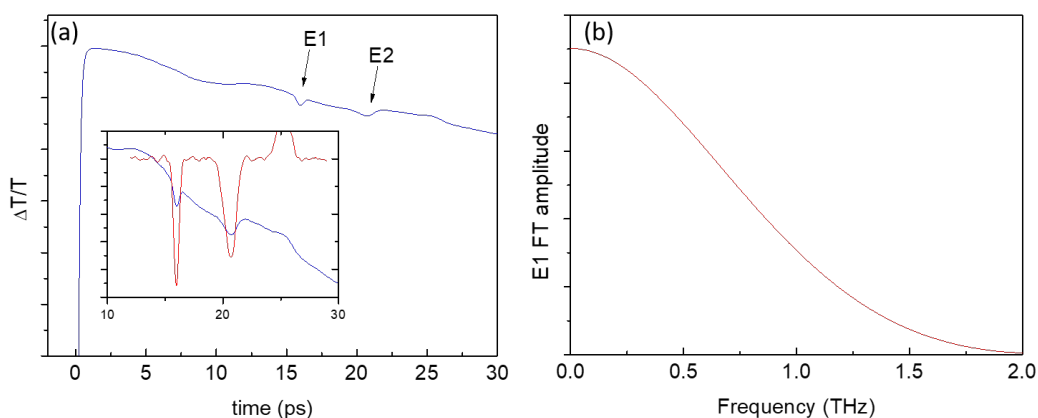 (a)
E1
E2
ΔT/T
10 20 30
0 5 10 15 20 25 30
time (ps)
(b)
E1 FT amplitude
0.0 0.5 1.0 1.5 2.0
Frequency (THz)